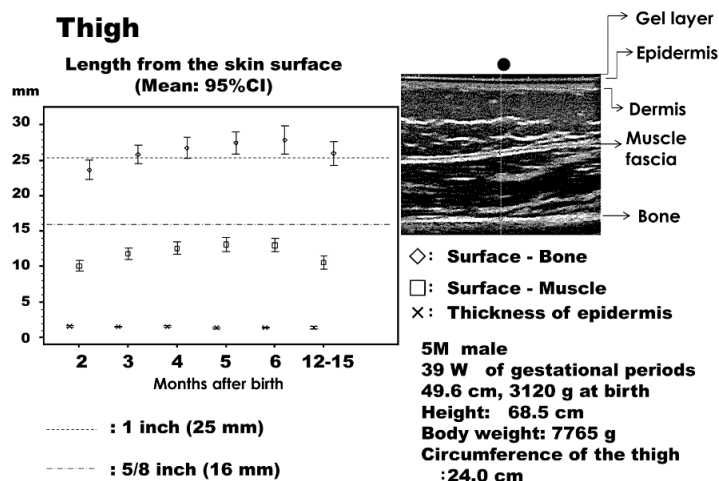 Thigh
Length from the skin surface
(Mean: 95%CI)
mm
30
25
20
15
10
5
0
2 3 4 5 6 12-15
Months after birth
: 1 inch (25 mm)
: 5/8 inch (16 mm)
Gel layer
Epidermis
Dermis
Muscle
fascia
Bone
◇: Surface - Bone
□: Surface - Muscle
×: Thickness of epidermis
5M male
39 W of gestational periods
49.6 cm, 3120 g at birth
Height: 68.5 cm
Body weight: 7765 g
Circumference of the thigh
:24.0 cm